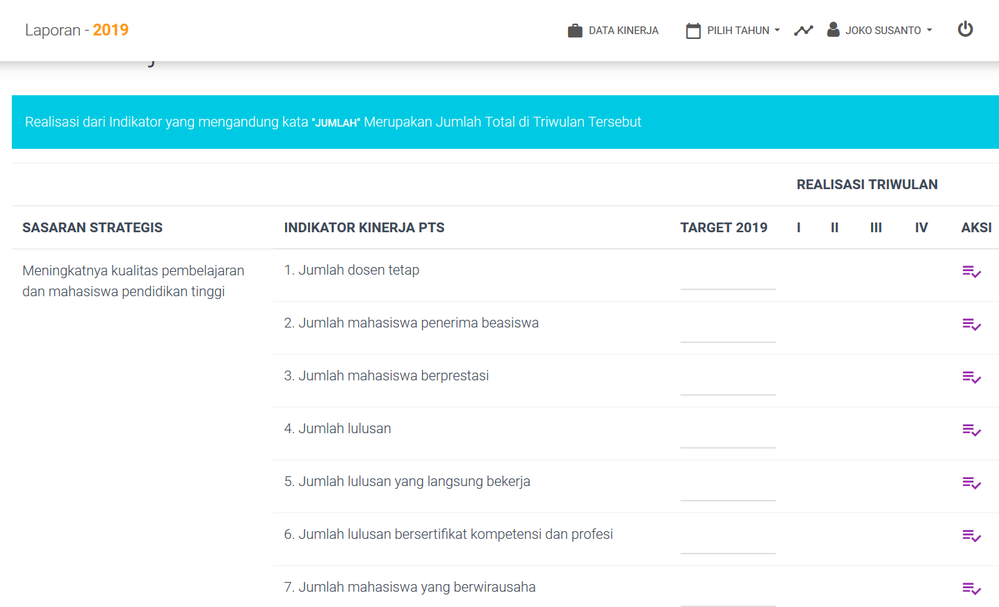 Laporan - 2019
DATA KINERJA
PILIH TAHUN
JOKO SUSANTO
Realisasi dari Indikator yang mengandung kata "JUMLAH" Merupakan Jumlah Total di Triwulan Tersebut
REALISASI TRIWULAN
SASARAN STRATEGIS INDIKATOR KINERJA PTS TARGET 2019 I II III IV AKSI
Meningkatnya kualitas pembelajaran
dan mahasiswa pendidikan tinggi
1. Jumlah dosen tetap
2. Jumlah mahasiswa penerima beasiswa
3. Jumlah mahasiswa berprestasi
4. Jumlah lulusan
5. Jumlah lulusan yang langsung bekerja
6. Jumlah lulusan bersertifikat kompetensi dan profesi
7. Jumlah mahasiswa yang berwirausaha